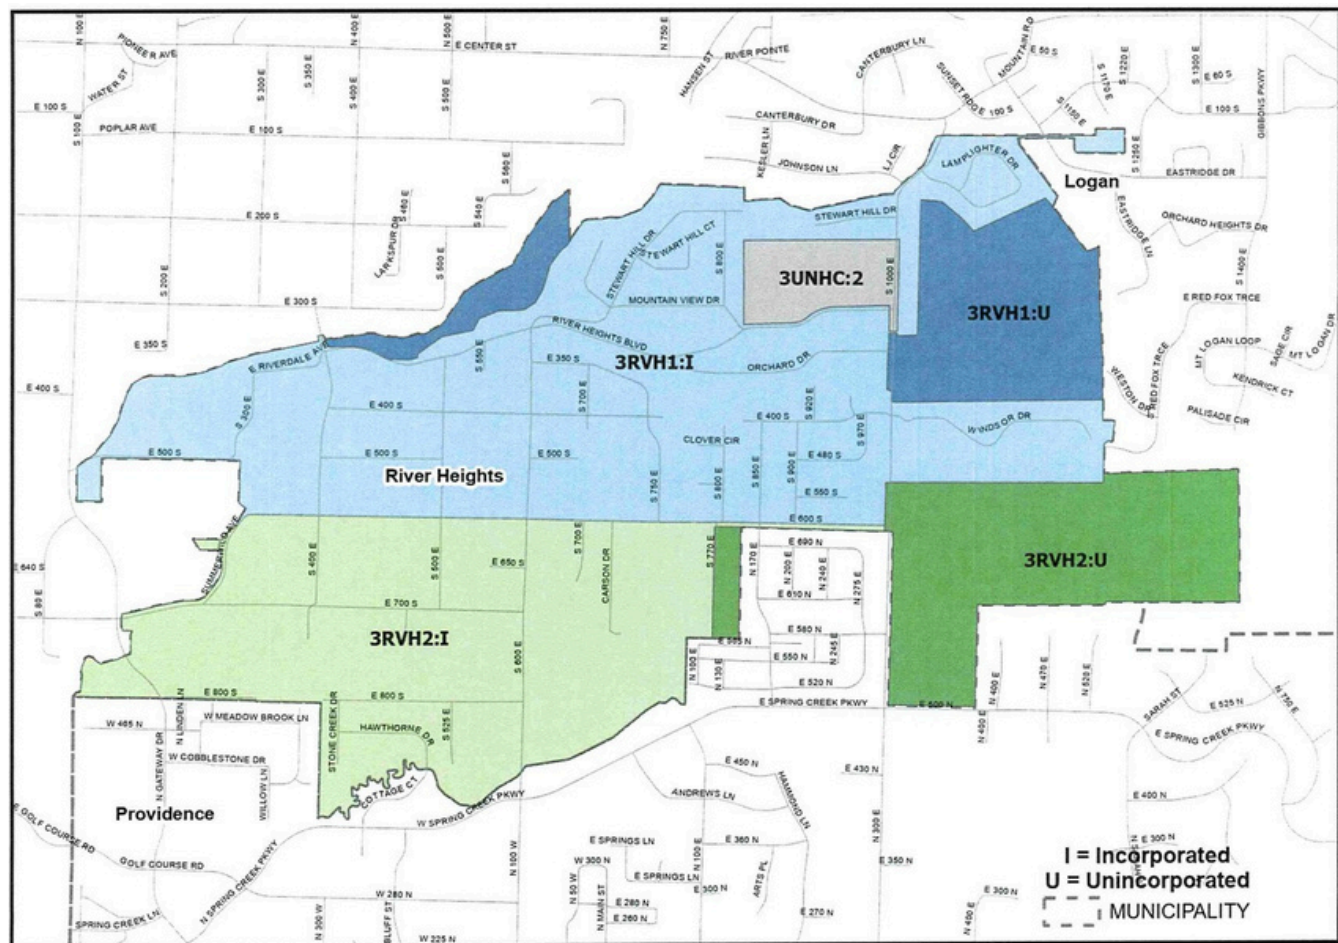 N 100 E
PIONEER AVE
WATER ST
E 100 S
S 100 E
POPLAR AVE
S 300 E
S 350 E
N 400 E
S 400 E
N 500 E
E CENTER ST
S 500 E
E 100 S
N 750 E
HANSEN ST
RIVER POINTE
CANTERBURY LN
SUNSET RDG
E 100 S
MOUNTAIN RD
E 50 S
S 1170 E
S 1220 E
S 1150 E
S 1300 E
E 60 S
E 100 S
GIBBONS PKWY
CANTERBURY DR
KESLER LN
JOHNSON LN
LJ CIR
LAMPLIGHTER DR
S 1250 E
EASTRIDGE DR
Logan
S 560 E
S 540 E
S 460 E
LARKSPUR DR
E 200 S
S 200 E
S 500 E
E 300 S
E 350 S
STEWART HILL DR
STEWART HILL CT
S 800 E
STEWART HILL DR
EASTRIDGE LN
ORCHARD HEIGHTS DR
S 1400 E
3UNHC:2
S 1000 E
3RVH1:U
MOUNTAIN VIEW DR
RIVER HEIGHTS BLVD
E RED FOX TRCE
MT LOGAN LOOP
SAGE CIR
MT LOGAN DR
KENDRICK CT
PALISADE CIR
RED FOX TRCE
WESTON DR
E RIVERDALE AVE
S 550 E
E 350 S
3RVH1:I
ORCHARD DR
E 400 S
S 300 E
S 700 E
E 400 S
E 400 S
S 920 E
S 970 E
WINDSOR DR
CLOVER CIR
E 500 S
E 500 S
E 500 S
E 480 S
River Heights
S 750 E
S 800 E
S 850 E
S 900 E
E 550 S
E 600 S
SUMMERWILD AVE
E 640 S
S 80 E
S 400 E
S 500 E
E 650 S
S 700 E
CARSON DR
S 770 E
N 170 E
E 690 N
N 200 E
N 240 E
N 275 E
E 610 N
3RVH2:U
E 700 S
3RVH2:I
S 600 E
E 580 N
E 565 N
E 550 N
N 245 E
N 100 E
N 130 E
E 520 N
N 400 E
N 470 E
N 520 E
SARAH ST
E 525 N
N 750 E
E 800 S
E 600 S
E SPRING CREEK PKWY
E 500 N
N 400 E
E SPRING CREEK PKWY
W 465 N
N LINDEN LN
W MEADOW BROOK LN
STONE CREEK DR
HAWTHORNE DR
S 525 E
N GATEWAY DR
W COBBLESTONE DR
WILLOW LN
COTTAGE CT
W SPRING CREEK PKWY
E 450 N
ANDREWS LN
HAMMOND LN
E 430 N
N 300 E
E 400 N
E 300 N
Providence
E GOLF COURSE RD
GOLF COURSE RD
N SPRING CREEK PKWY
SPRING CREEK LN
N 300 W
BLUFF ST
W 280 N
W 225 N
N 100 W
E SPRINGS LN
W 300 N
N 50 W
N MAIN ST
E SPRINGS LN
E 280 N
E 260 N
N 100 E
E 360 N
E 300 N
ARTS PL
E 270 N
E 350 N
E 300 N
N 400 E
I = Incorporated
U = Unincorporated
MUNICIPALITY